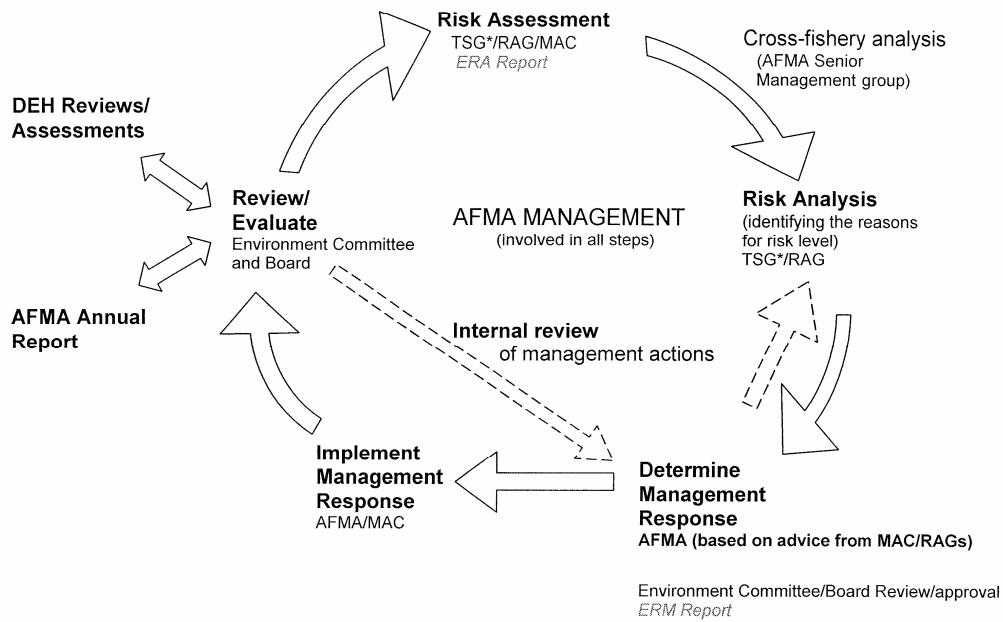 Risk Assessment
TSG*/RAG/MAC
ERA Report
Cross-fishery analysis
(AFMA Senior
Management group)
DEH Reviews/
Assessments
Review/
Evaluate
Environment Committee
and Board
AFMA MANAGEMENT
(involved in all steps)
Risk Analysis
(identifying the reasons
for risk level)
TSG*/RAG
AFMA Annual
Report
Internal review
of management actions
Implement
Management
Response
AFMA/MAC
Determine
Management
Response
AFMA (based on advice from MAC/RAGs)
Environment Committee/Board Review/approval
ERM Report